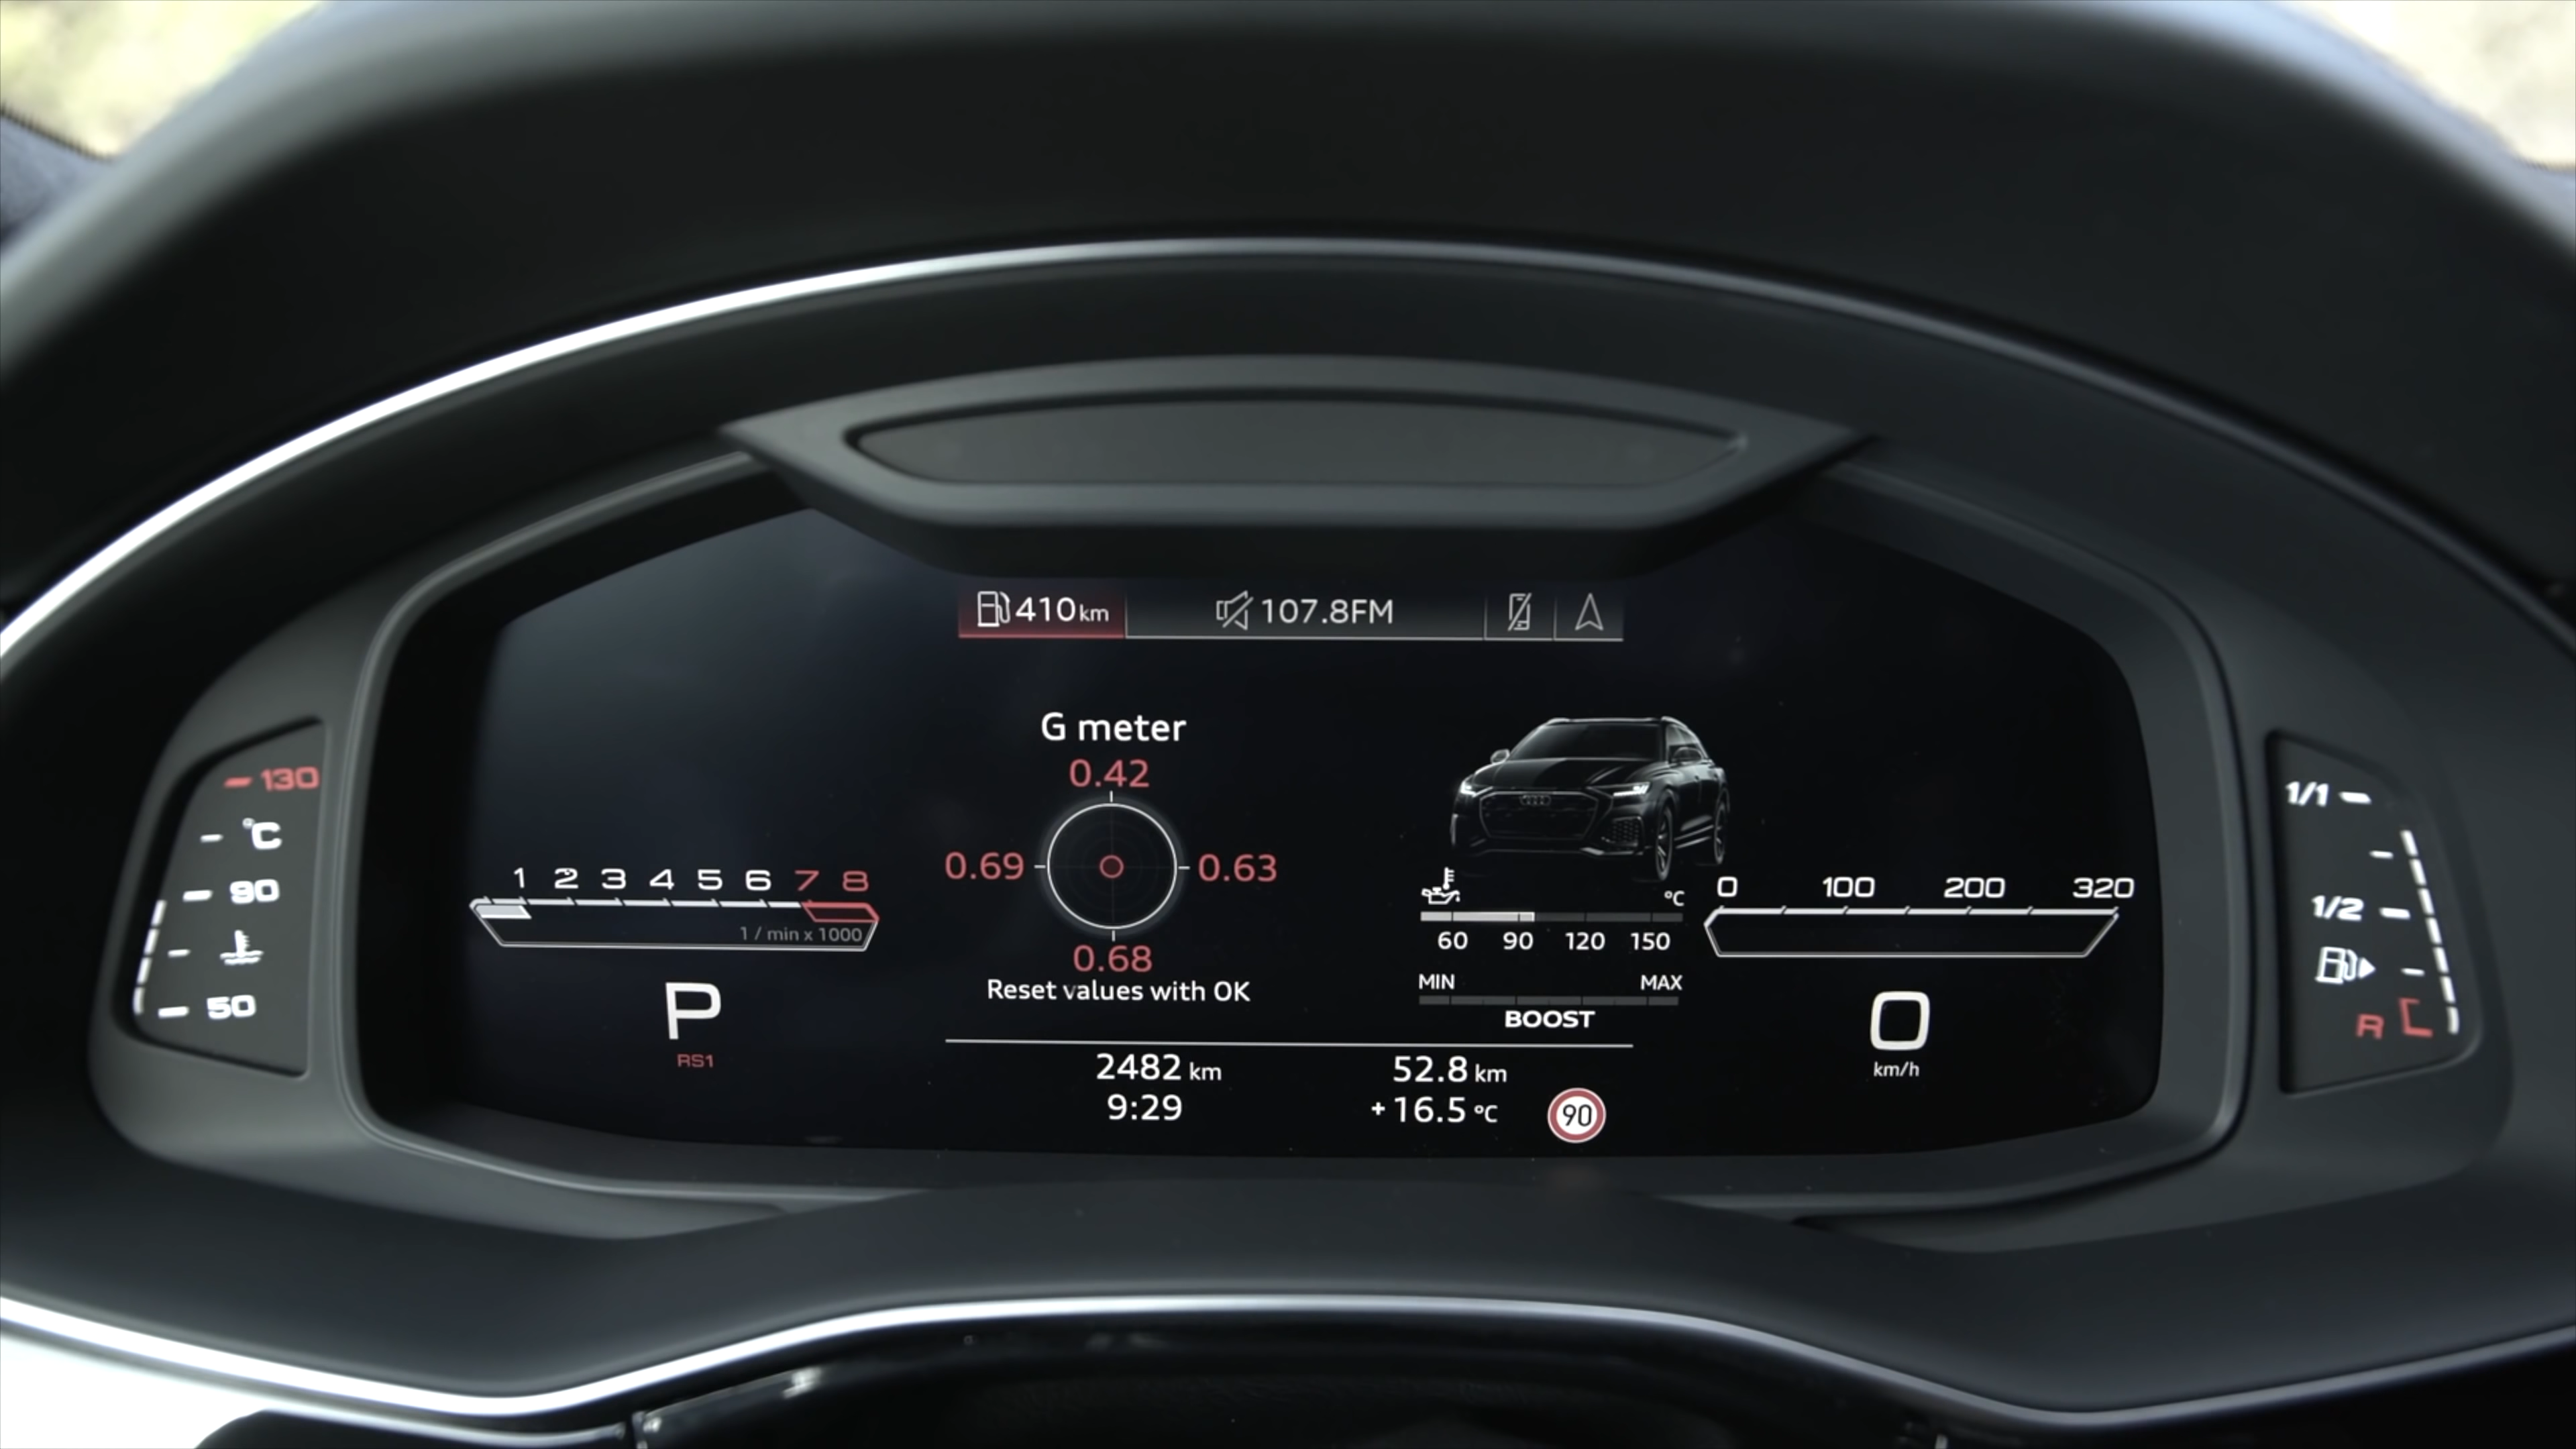 410 km
107.8FM
G meter
0.42
0.69
0.63
0.68
Reset values with OK
130
°C
90
50
1 2 3 4 5 6 7 8
1 / min x 1000
P
RS1
°C
60 90 120 150
MIN MAX
BOOST
0 100 200 320
0
km/h
2482 km
52.8 km
9:29
+16.5 °C
90
1/1
1/2
R